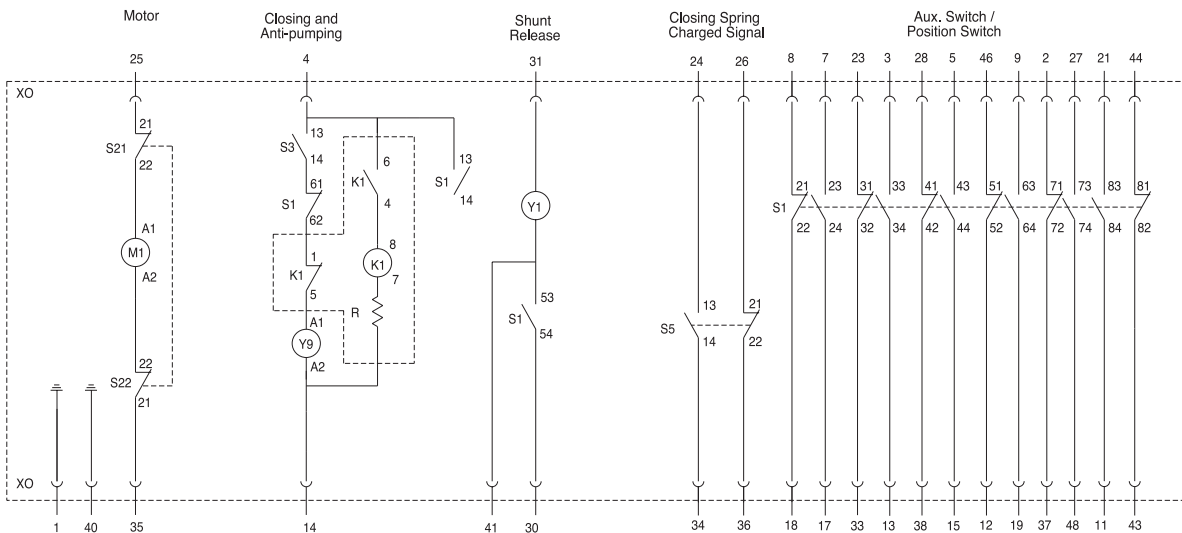 Motor
Closing and
Anti-pumping
Shunt
Release
Closing Spring
Charged Signal
Aux. Switch /
Position Switch
25 4 31 24 26 8 7 23 3 28 5 46 9 2 27 21 44
XO
21
S21
22
A1
M1
A2
22
S22
21
13
S3
14
61
S1
62
1
K1
5
A1
Y9
A2
6
K1
4
8
K1
7
R
13
S1
14
Y1
53
S1
54
13 21
S5
14 22
21 23 31 33 41 43 51 63 71 73 83 81
S1
22 24 32 34 42 44 52 64 72 74 84 82
XO
1 40 35 14 41 30 34 36 18 17 33 13 38 15 12 19 37 48 11 43